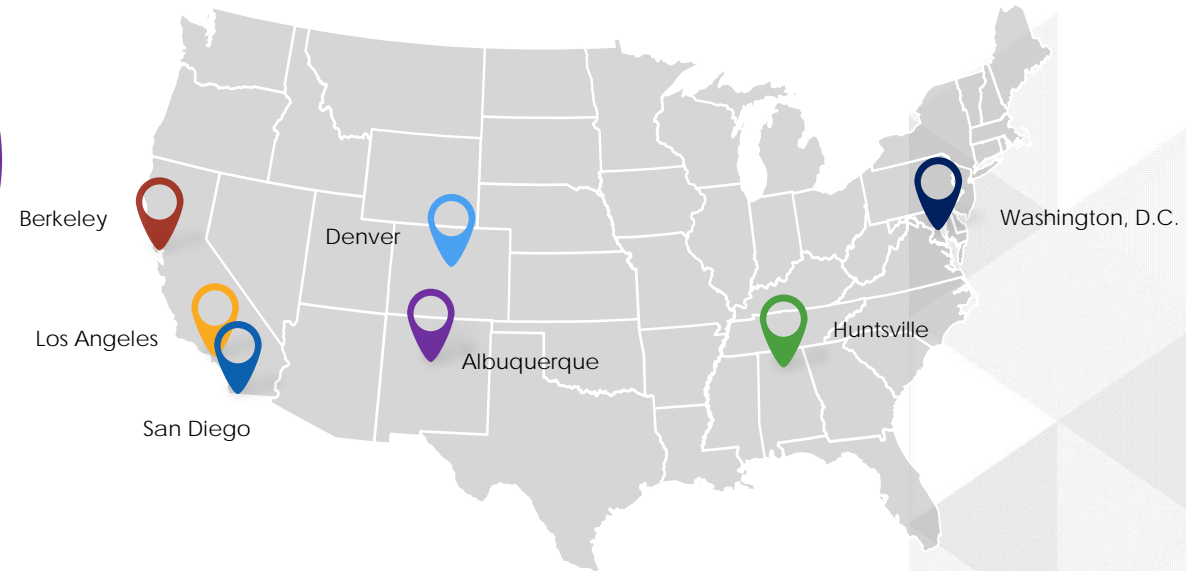 Berkeley
Washington, D.C.
Denver
Los Angeles
Huntsville
Albuquerque
San Diego